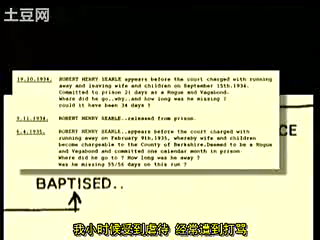 土豆网
19.10.1934. ROBERT HENRY SEARLE appears before the court charged with running
away and leaving wife and children on September 15th.1934.
Committed to prison 21 days as a Rogue and Vagabond.
Where did he go..why..and how long was he missing ?
could it have been 34 days ?
9.11.1934. ROBERT HENRY SEARLE..released from prison.
6.4.1935. ROBERT HENRY SEARLE..appears before the court charged with
running away on February 9th.1935, whereby wife and children
become chargeable to the County of Berkshire.Deemed to be a Rogue
and Vagabond and committed one calendar month in prison
Where did he go to ? How long was he away ?
Was he missing 55/56 days on this run ?
CE
BAPTISED..
我小时候受到虐待 经常遭到打骂